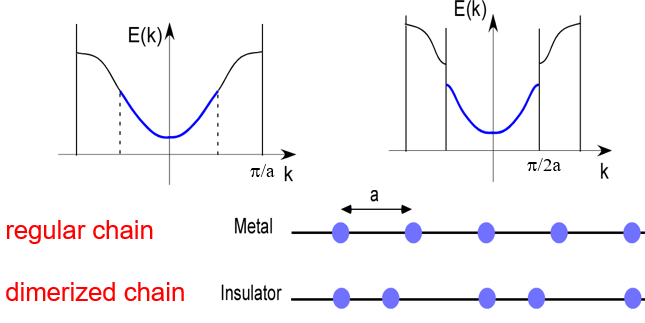 E(k)
π/a
k
E(k)
π/2a
k
a
regular chain
Metal
dimerized chain
Insulator